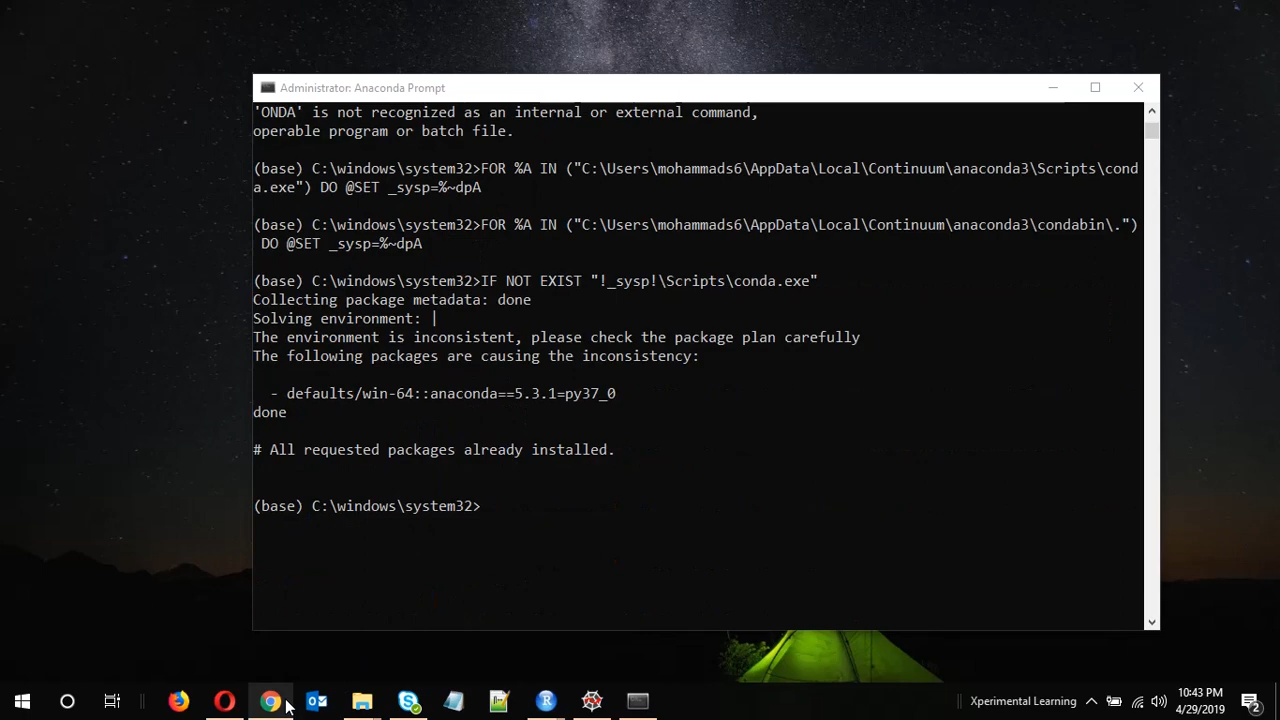 Administrator: Anaconda Prompt
'ONDA' is not recognized as an internal or external command,
operable program or batch file.
(base) C:\windows\system32>FOR %A IN ("C:\Users\mohammads6\AppData\Local\Continuum\anaconda3\Scripts\cond
a.exe") DO @SET _sysp=%~dpA
(base) C:\windows\system32>FOR %A IN ("C:\Users\mohammads6\AppData\Local\Continuum\anaconda3\condabin\.")
DO @SET _sysp=%~dpA
(base) C:\windows\system32>IF NOT EXIST "!_sysp!\Scripts\conda.exe"
Collecting package metadata: done
Solving environment: |
The environment is inconsistent, please check the package plan carefully
The following packages are causing the inconsistency:
- defaults/win-64::anaconda==5.3.1=py37_0
done
# All requested packages already installed.
(base) C:\windows\system32>
Xperimental Learning
10:43 PM
4/29/2019
2